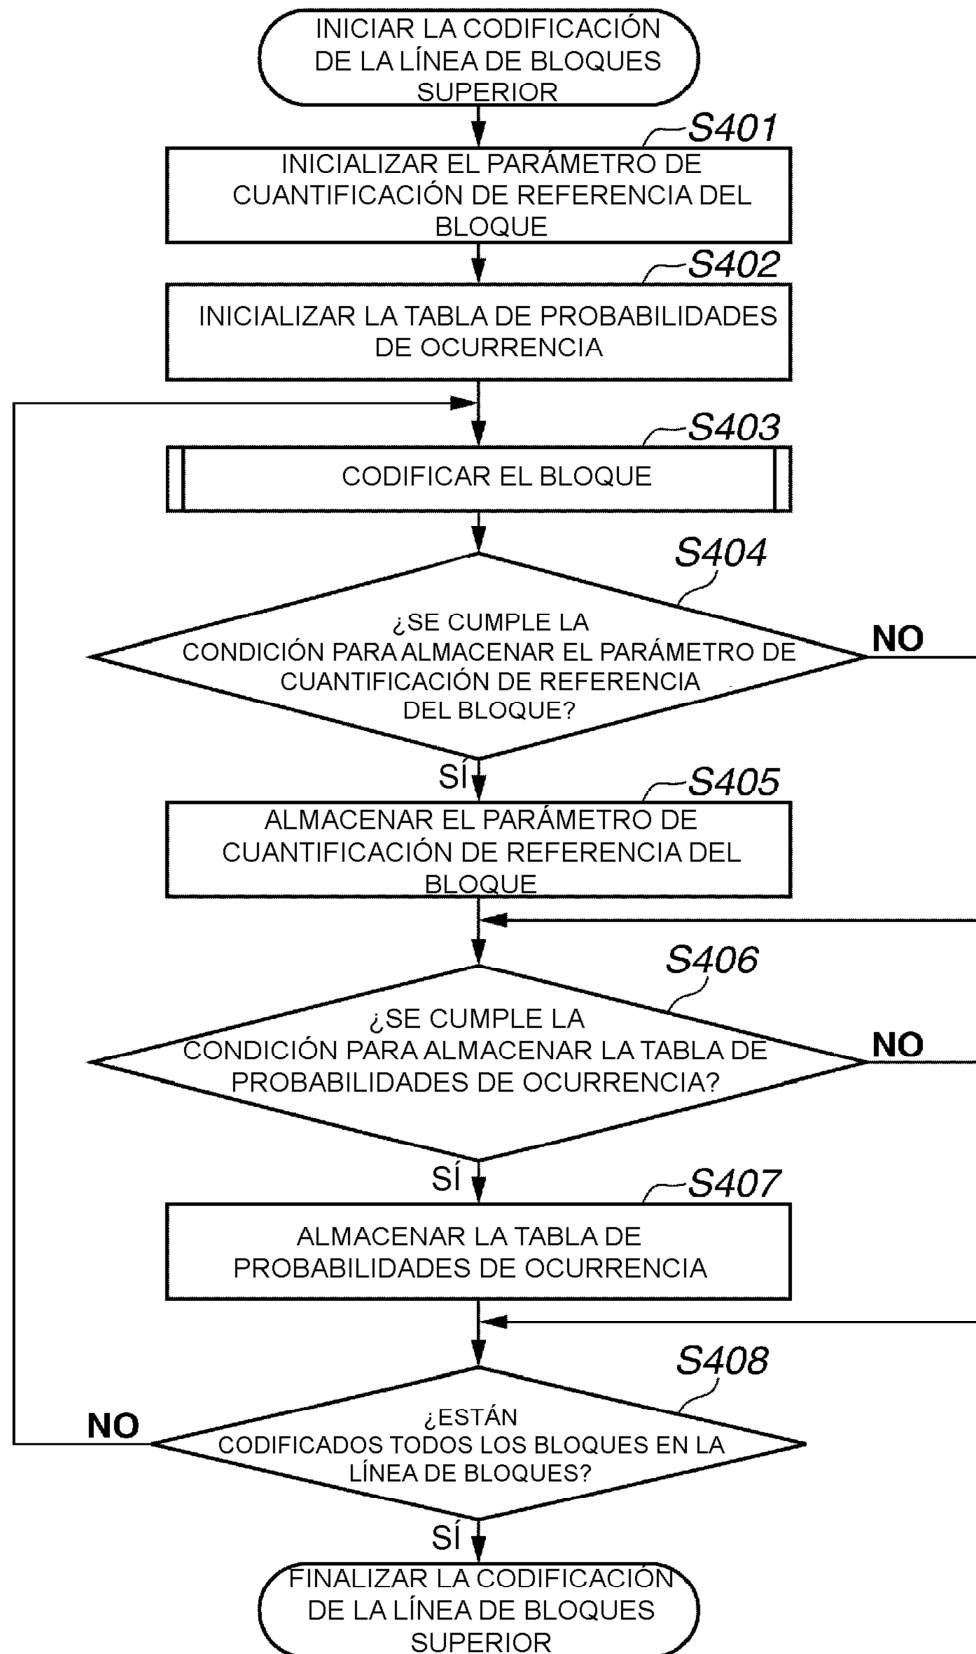 INICIAR LA CODIFICACIÓN
DE LA LÍNEA DE BLOQUES
SUPERIOR
S401
INICIALIZAR EL PARÁMETRO DE
CUANTIFICACIÓN DE REFERENCIA DEL
BLOQUE
S402
INICIALIZAR LA TABLA DE PROBABILIDADES
DE OCURRENCIA
S403
CODIFICAR EL BLOQUE
S404
¿SE CUMPLE LA
CONDICIÓN PARA ALMACENAR EL PARÁMETRO DE
CUANTIFICACIÓN DE REFERENCIA
DEL BLOQUE?
NO
SÍ
S405
ALMACENAR EL PARÁMETRO DE
CUANTIFICACIÓN DE REFERENCIA DEL
BLOQUE
S406
¿SE CUMPLE LA
CONDICIÓN PARA ALMACENAR LA TABLA DE
PROBABILIDADES DE OCURRENCIA?
NO
SÍ
S407
ALMACENAR LA TABLA DE
PROBABILIDADES DE OCURRENCIA
S408
¿ESTÁN
CODIFICADOS TODOS LOS BLOQUES EN LA
LÍNEA DE BLOQUES?
NO
SÍ
FINALIZAR LA CODIFICACIÓN
DE LA LÍNEA DE BLOQUES
SUPERIOR